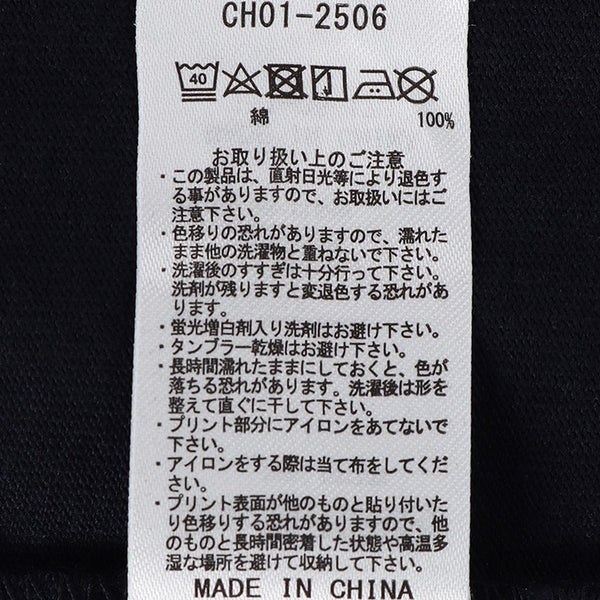 CH01-2506
40
綿 100%
お取り扱い上のご注意
・この製品は、直射日光等により退色す
る事がありますので、お取扱いにはご
注意下さい。
・色移りの恐れがありますので、濡れた
まま他の洗濯物と重ねないで下さい。
・洗濯後のすすぎは十分行って下さい。
洗剤が残りますと変退色する恐れがあ
ります。
・蛍光増白剤入り洗剤はお避け下さい。
・タンブラー乾燥はお避け下さい。
・長時間濡れたままにしておくと、色が
落ちる恐れがあります。洗濯後は形を
整えて直ぐに干して下さい。
・プリント部分にアイロンをあてないで
下さい。
・アイロンをする際は当て布をしてくだ
さい。
・プリント表面が他のものと貼り付いた
り色移りする恐れがありますので、他
のものと長時間密着した状態や高温多
湿な場所を避けて収納して下さい。
MADE IN CHINA